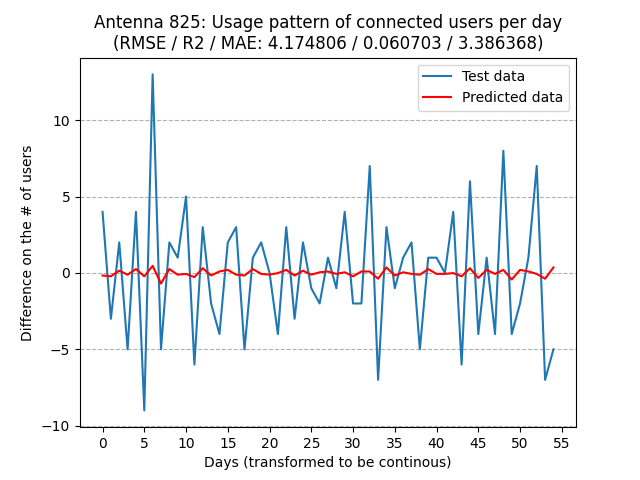 Antenna 825: Usage pattern of connected users per day
(RMSE / R2 / MAE: 4.174806 / 0.060703 / 3.386368)
Test data
Predicted data
Difference on the # of users
10
5
0
−5
−10
0 5 10 15 20 25 30 35 40 45 50 55
Days (transformed to be continous)